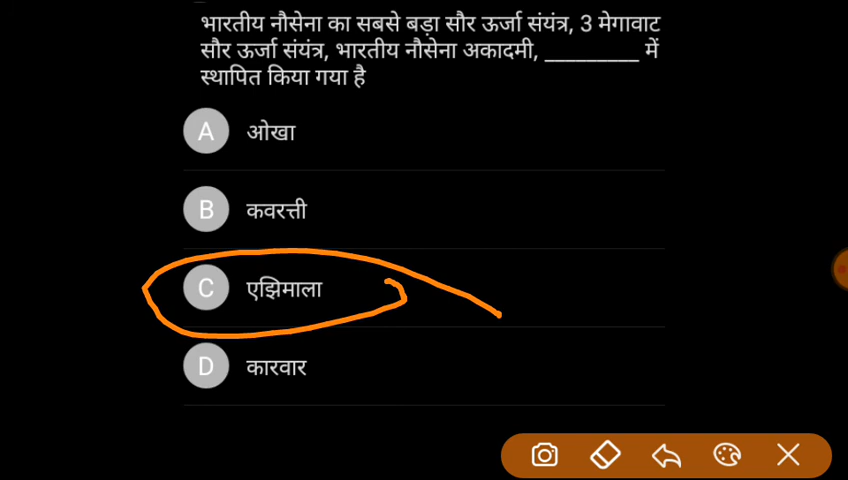 भारतीय नौसेना का सबसे बड़ा सौर ऊर्जा संयंत्र, 3 मेगावाट
सौर ऊर्जा संयंत्र, भारतीय नौसेना अकादमी, _________ में
स्थापित किया गया है
A ओखा
B कवरत्ती
C एझिमाला
D कारवार